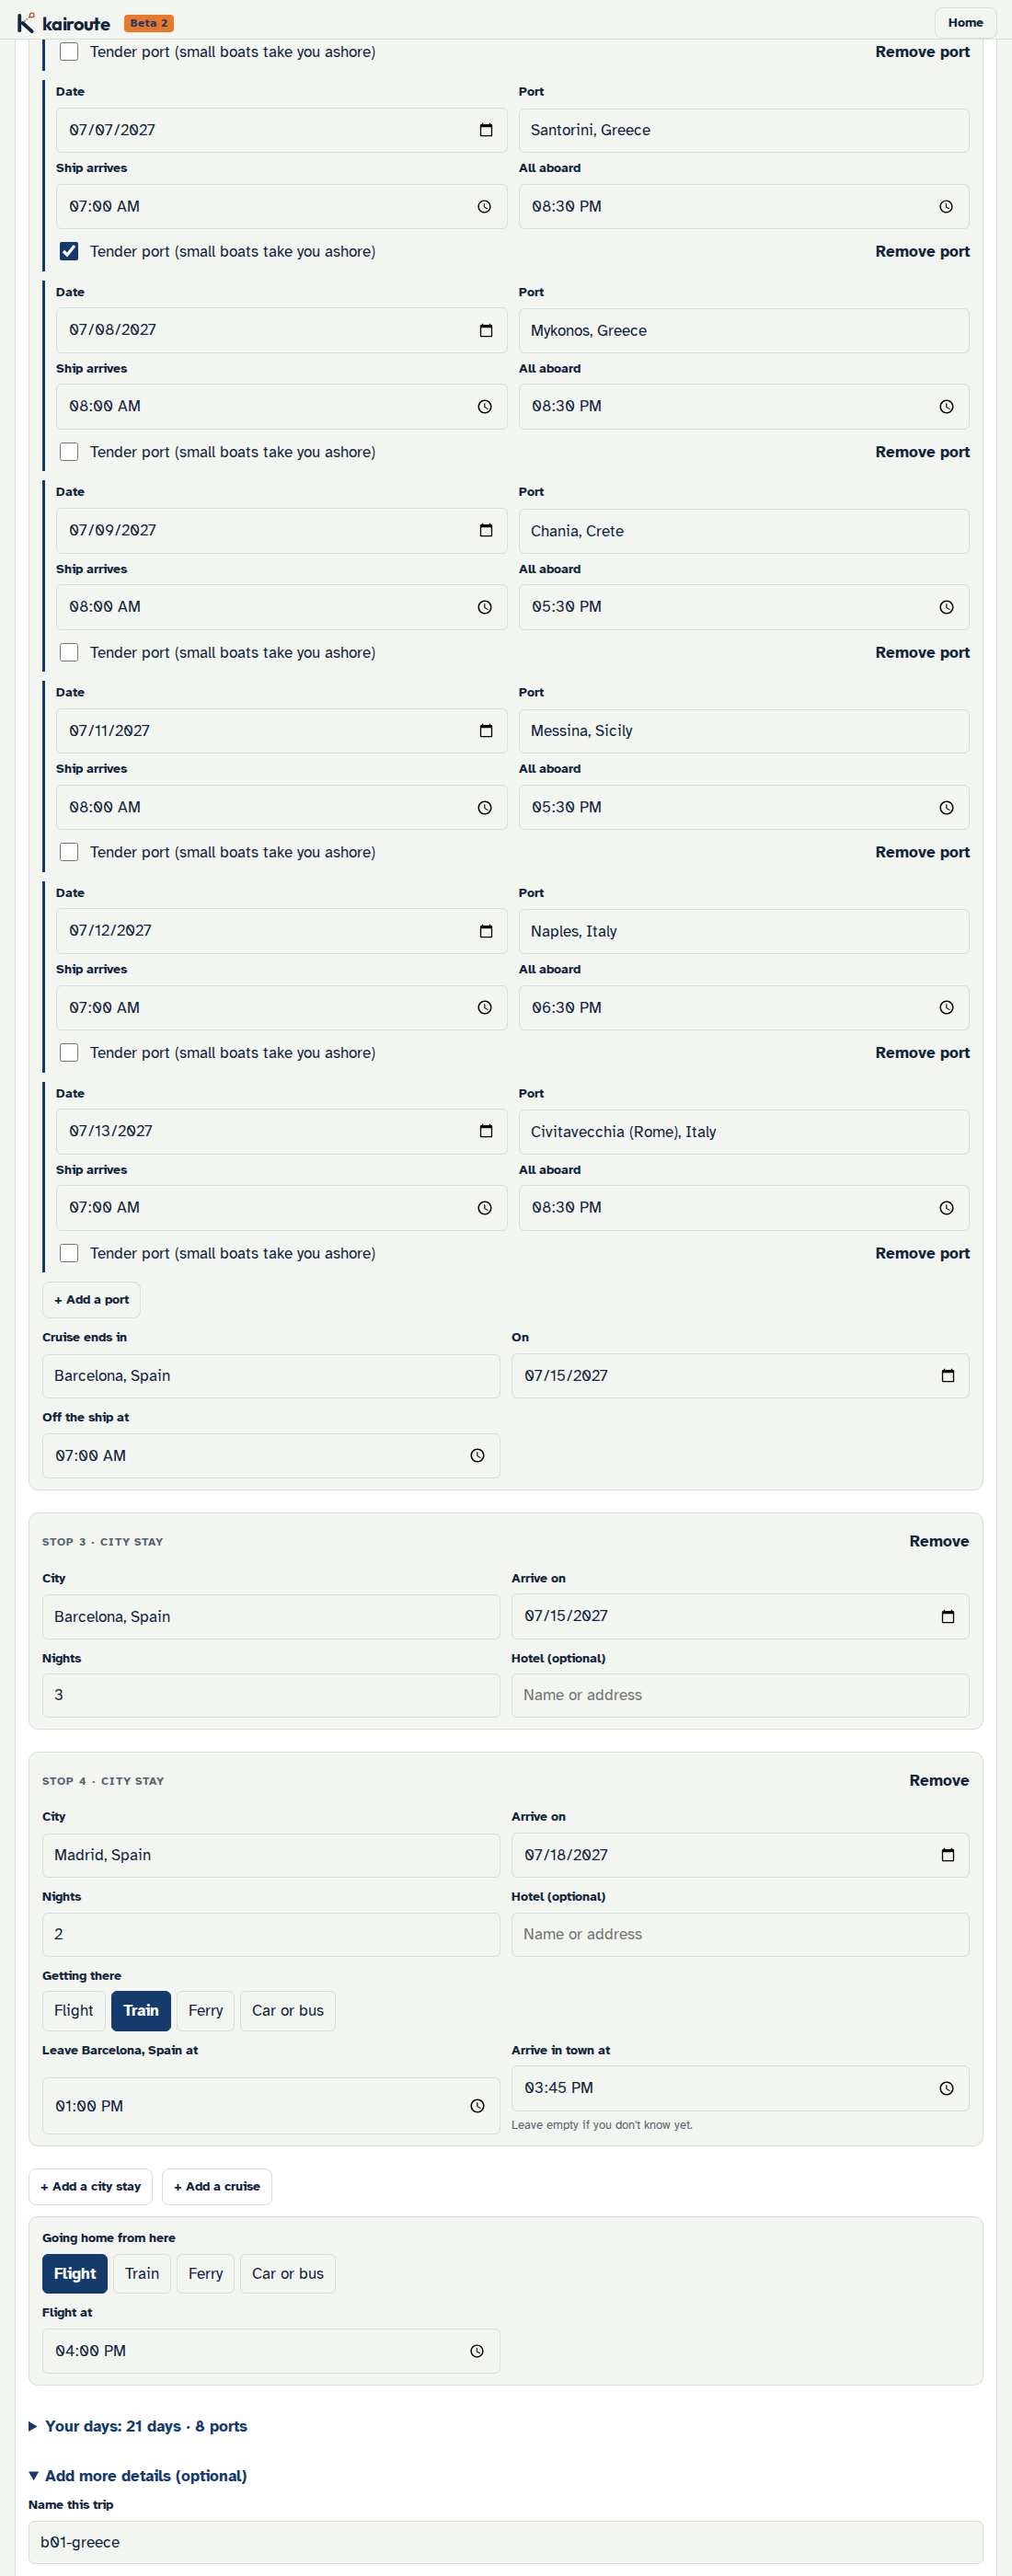 kairoute Beta 2 Home
Tender port (small boats take you ashore) Remove port
Date Port
07/07/2027 Santorini, Greece
Ship arrives All aboard
07:00 AM 08:30 PM
Tender port (small boats take you ashore) Remove port
Date Port
07/08/2027 Mykonos, Greece
Ship arrives All aboard
08:00 AM 08:30 PM
Tender port (small boats take you ashore) Remove port
Date Port
07/09/2027 Chania, Crete
Ship arrives All aboard
08:00 AM 05:30 PM
Tender port (small boats take you ashore) Remove port
Date Port
07/11/2027 Messina, Sicily
Ship arrives All aboard
08:00 AM 05:30 PM
Tender port (small boats take you ashore) Remove port
Date Port
07/12/2027 Naples, Italy
Ship arrives All aboard
07:00 AM 06:30 PM
Tender port (small boats take you ashore) Remove port
Date Port
07/13/2027 Civitavecchia (Rome), Italy
Ship arrives All aboard
07:00 AM 08:30 PM
Tender port (small boats take you ashore) Remove port
+ Add a port
Cruise ends in On
Barcelona, Spain 07/15/2027
Off the ship at
07:00 AM
STOP 3 · CITY STAY Remove
City Arrive on
Barcelona, Spain 07/15/2027
Nights Hotel (optional)
3 Name or address
STOP 4 · CITY STAY Remove
City Arrive on
Madrid, Spain 07/18/2027
Nights Hotel (optional)
2 Name or address
Getting there
Flight Train Ferry Car or bus
Leave Barcelona, Spain at Arrive in town at
01:00 PM 03:45 PM
Leave empty if you don't know yet.
+ Add a city stay + Add a cruise
Going home from here
Flight Train Ferry Car or bus
Flight at
04:00 PM
Your days: 21 days · 8 ports
Add more details (optional)
Name this trip
b01-greece